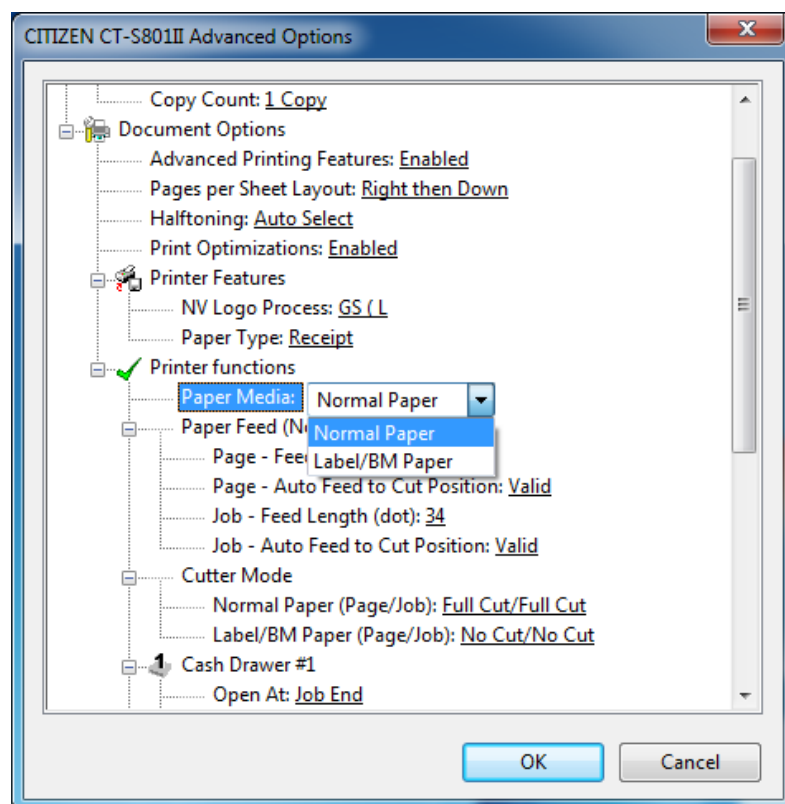 CITIZEN CT-S801II Advanced Options
Copy Count: 1 Copy
Document Options
Advanced Printing Features: Enabled
Pages per Sheet Layout: Right then Down
Halftoning: Auto Select
Print Optimizations: Enabled
Printer Features
NV Logo Process: GS ( L
Paper Type: Receipt
Printer functions
Paper Media: Normal Paper
Paper Feed (N
Normal Paper
Page - Fee
Label/BM Paper
Page - Auto Feed to Cut Position: Valid
Job - Feed Length (dot): 34
Job - Auto Feed to Cut Position: Valid
Cutter Mode
Normal Paper (Page/Job): Full Cut/Full Cut
Label/BM Paper (Page/Job): No Cut/No Cut
Cash Drawer #1
Open At: Job End
OK Cancel